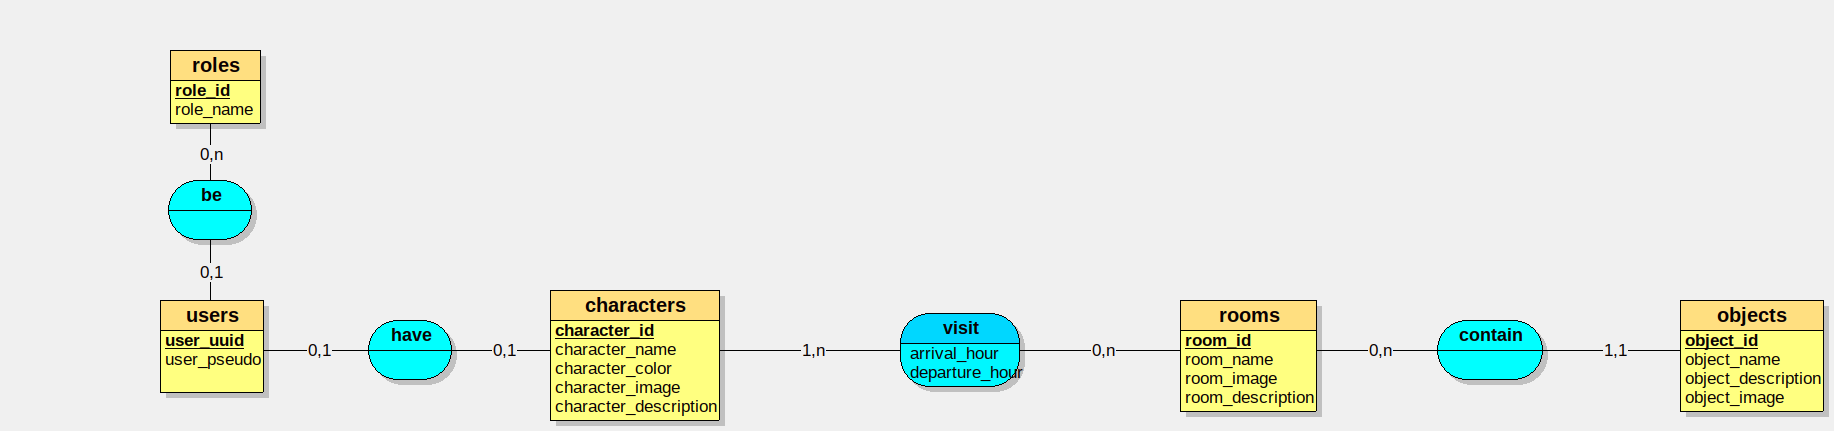 roles
role_id
role_name
0,n
be
0,1
users
user_uuid
user_pseudo
0,1
have
0,1
characters
character_id
character_name
character_color
character_image
character_description
1,n
visit
arrival_hour
departure_hour
0,n
rooms
room_id
room_name
room_image
room_description
0,n
contain
1,1
objects
object_id
object_name
object_description
object_image